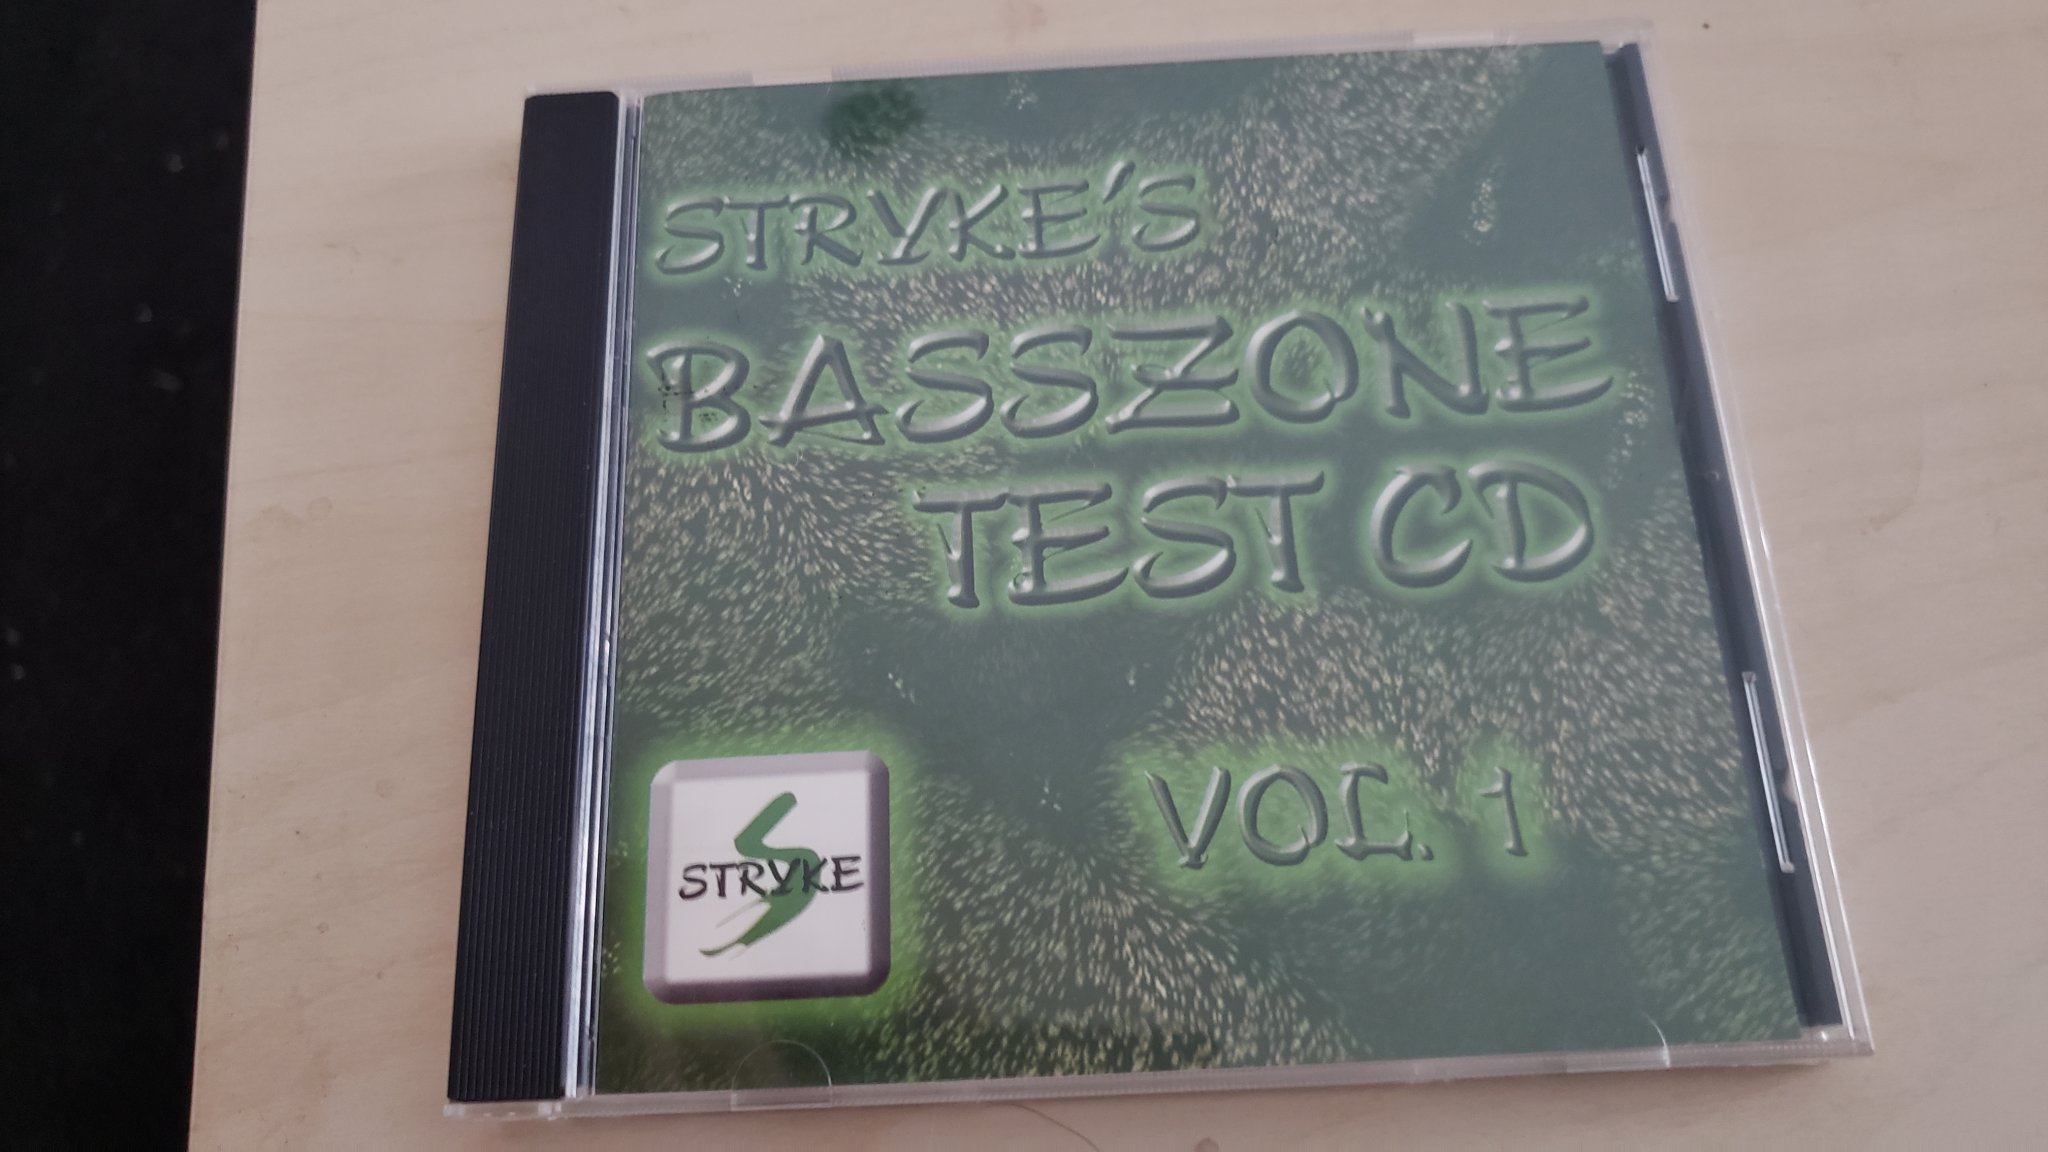 STRYKE'S
BASSZONE
TEST CD
VOL. 1
STRYKE